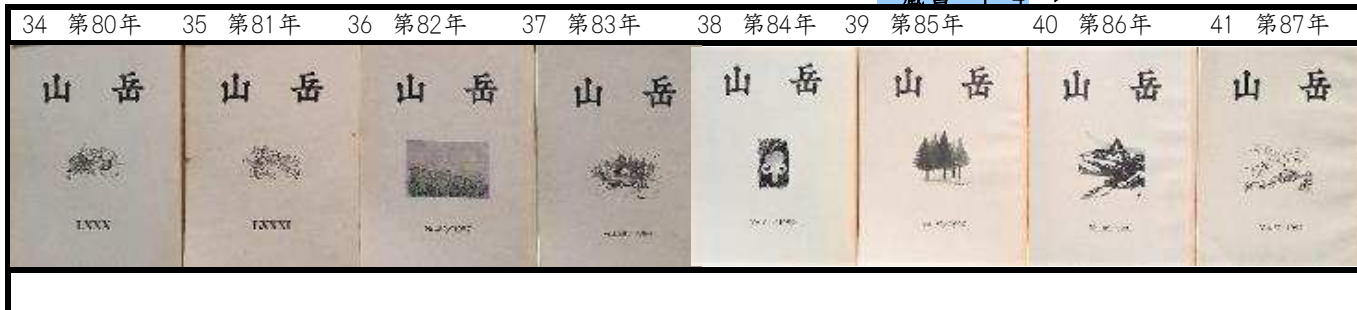 34 第80年 35 第81年 36 第82年 37 第83年 38 第84年 39 第85年 40 第86年 41 第87年
山 岳 山 岳 山 岳 山 岳 山 岳 山 岳 山 岳 山 岳
LXXX LXXXI